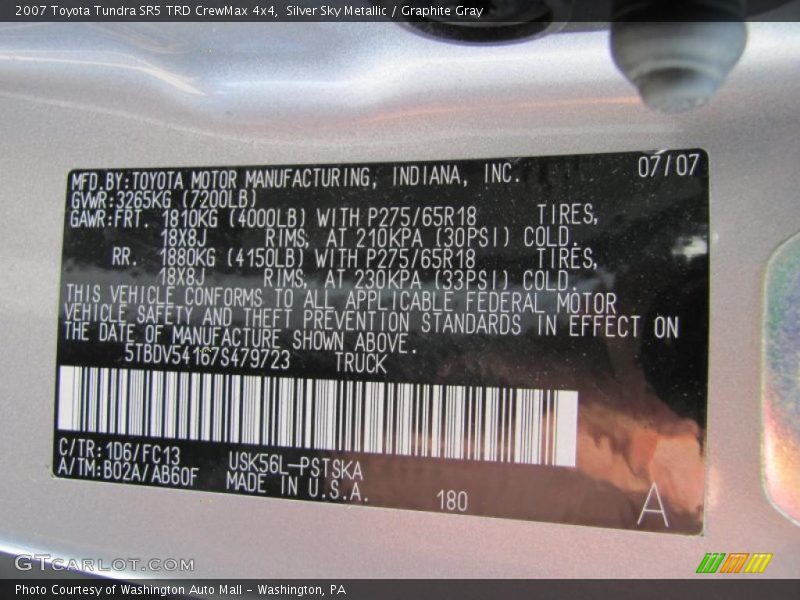 2007 Toyota Tundra SR5 TRD CrewMax 4x4, Silver Sky Metallic / Graphite Gray
MFD.BY:TOYOTA MOTOR MANUFACTURING, INDIANA, INC. 07/07
GVWR:3265KG (7200LB)
GAWR:FRT. 1810KG (4000LB) WITH P275/65R18 TIRES,
18X8J RIMS, AT 210KPA (30PSI) COLD.
RR. 1880KG (4150LB) WITH P275/65R18 TIRES,
18X8J RIMS, AT 230KPA (33PSI) COLD.
THIS VEHICLE CONFORMS TO ALL APPLICABLE FEDERAL MOTOR
VEHICLE SAFETY AND THEFT PREVENTION STANDARDS IN EFFECT ON
THE DATE OF MANUFACTURE SHOWN ABOVE.
5TBDV54167S479723 TRUCK
C/TR:1D6/FC13 USK56L-PSTSKA
A/TM:B02A/AB60F MADE IN U.S.A. 180 A
GTCARLOT.COM
Photo Courtesy of Washington Auto Mall - Washington, PA